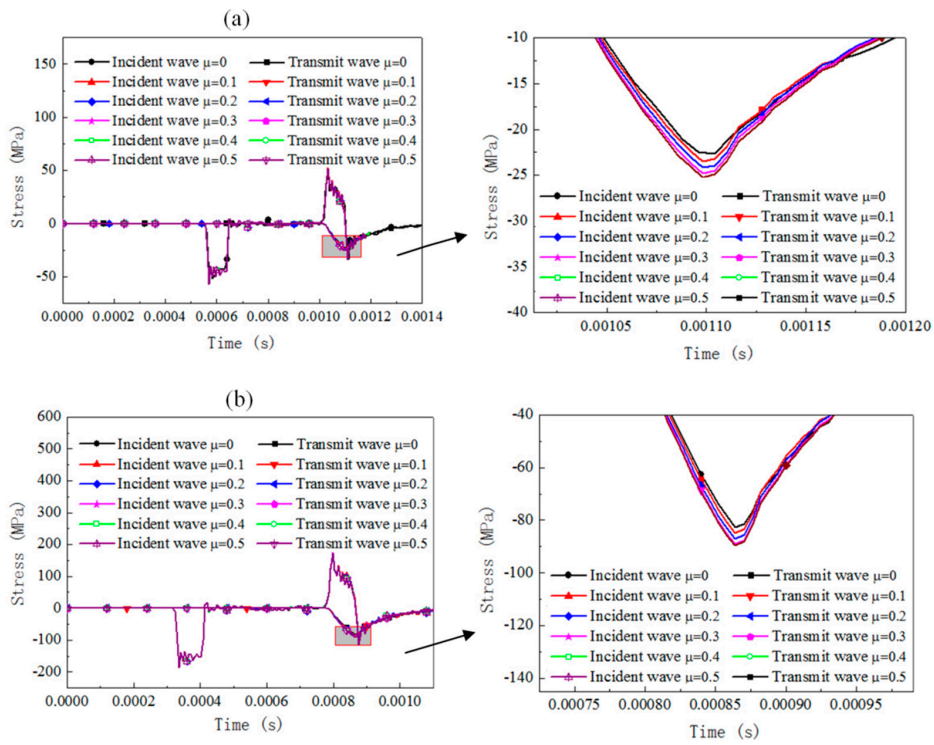 (a)
Stress (MPa)
150
100
50
0
-50
Incident wave μ=0 Transmit wave μ=0
Incident wave μ=0.1 Transmit wave μ=0.1
Incident wave μ=0.2 Transmit wave μ=0.2
Incident wave μ=0.3 Transmit wave μ=0.3
Incident wave μ=0.4 Transmit wave μ=0.4
Incident wave μ=0.5 Transmit wave μ=0.5
0.0000 0.0002 0.0004 0.0006 0.0008 0.0010 0.0012 0.0014
Time (s)
Stress (MPa)
-10
-15
-20
-25
-30
-35
-40
Incident wave μ=0 Transmit wave μ=0
Incident wave μ=0.1 Transmit wave μ=0.1
Incident wave μ=0.2 Transmit wave μ=0.2
Incident wave μ=0.3 Transmit wave μ=0.3
Incident wave μ=0.4 Transmit wave μ=0.4
Incident wave μ=0.5 Transmit wave μ=0.5
0.00105 0.00110 0.00115 0.00120
Time (s)
(b)
Stress (MPa)
600
500
400
300
200
100
0
-100
-200
Incident wave μ=0 Transmit wave μ=0
Incident wave μ=0.1 Transmit wave μ=0.1
Incident wave μ=0.2 Transmit wave μ=0.2
Incident wave μ=0.3 Transmit wave μ=0.3
Incident wave μ=0.4 Transmit wave μ=0.4
Incident wave μ=0.5 Transmit wave μ=0.5
0.0000 0.0002 0.0004 0.0006 0.0008 0.0010
Time (s)
Stress (MPa)
-40
-60
-80
-100
-120
-140
Incident wave μ=0 Transmit wave μ=0
Incident wave μ=0.1 Transmit wave μ=0.1
Incident wave μ=0.2 Transmit wave μ=0.2
Incident wave μ=0.3 Transmit wave μ=0.3
Incident wave μ=0.4 Transmit wave μ=0.4
Incident wave μ=0.5 Transmit wave μ=0.5
0.00075 0.00080 0.00085 0.00090 0.00095
Time (s)